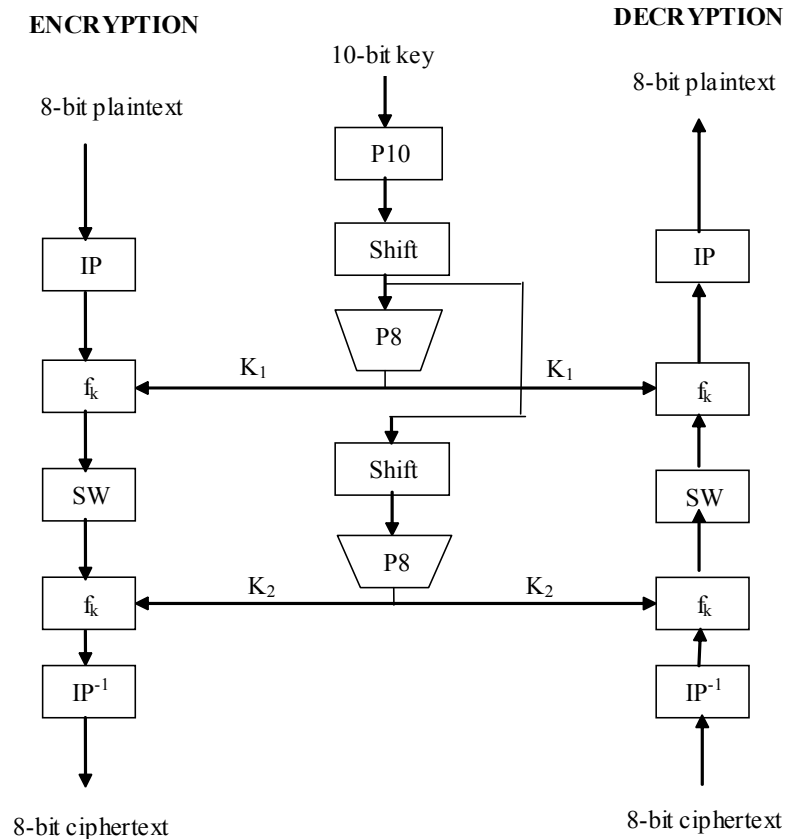 ENCRYPTION
DECRYPTION
10-bit key
8-bit plaintext
8-bit plaintext
P10
Shift
IP
IP
P8
K₁
K₁
fₖ
fₖ
Shift
SW
SW
P8
K₂
K₂
fₖ
fₖ
IP⁻¹
IP⁻¹
8-bit ciphertext
8-bit ciphertext